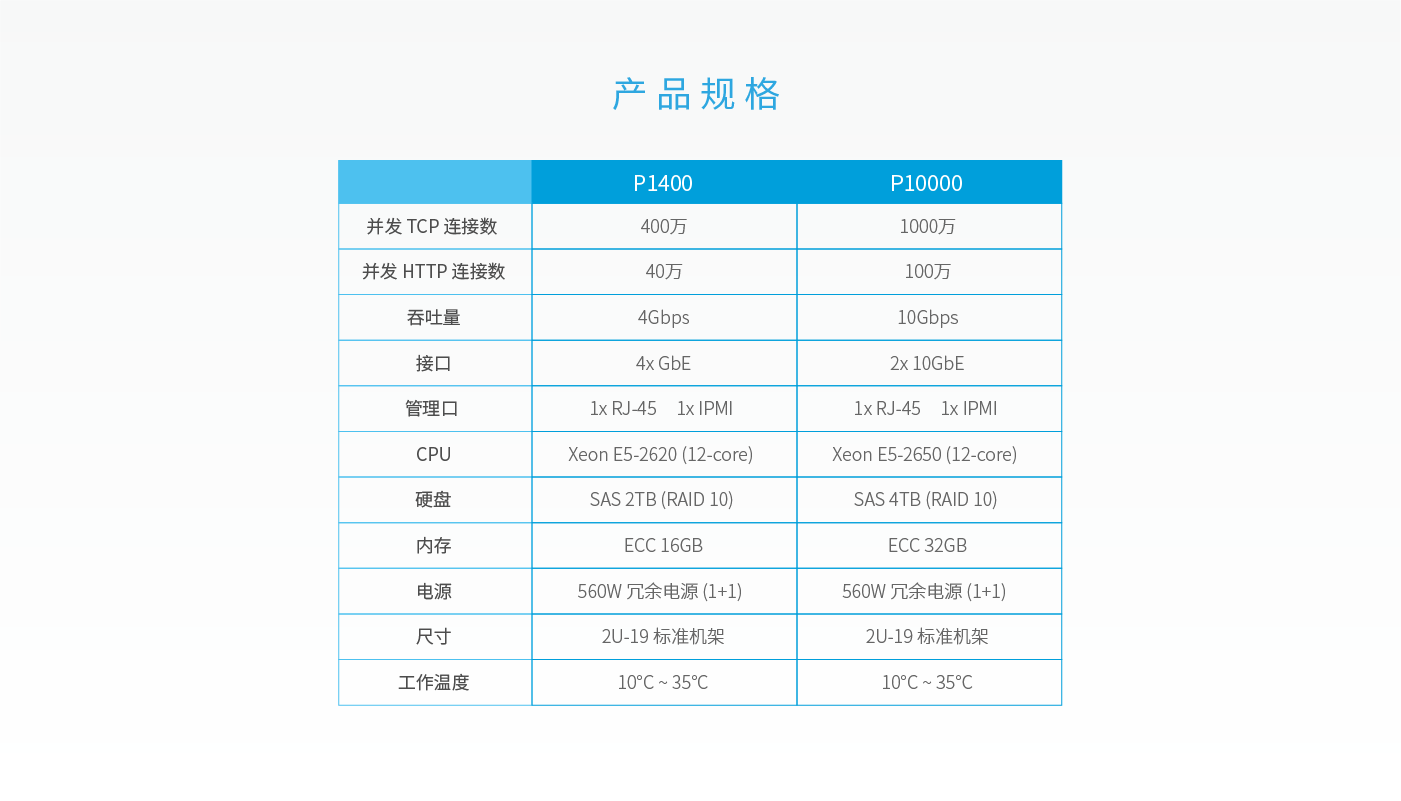 产品规格
P1400 P10000
并发 TCP 连接数 400万 1000万
并发 HTTP 连接数 40万 100万
吞吐量 4Gbps 10Gbps
接口 4x GbE 2x 10GbE
管理口 1x RJ-45 1x IPMI 1x RJ-45 1x IPMI
CPU Xeon E5-2620 (12-core) Xeon E5-2650 (12-core)
硬盘 SAS 2TB (RAID 10) SAS 4TB (RAID 10)
内存 ECC 16GB ECC 32GB
电源 560W 冗余电源 (1+1) 560W 冗余电源 (1+1)
尺寸 2U-19 标准机架 2U-19 标准机架
工作温度 10℃ ~ 35℃ 10℃ ~ 35℃